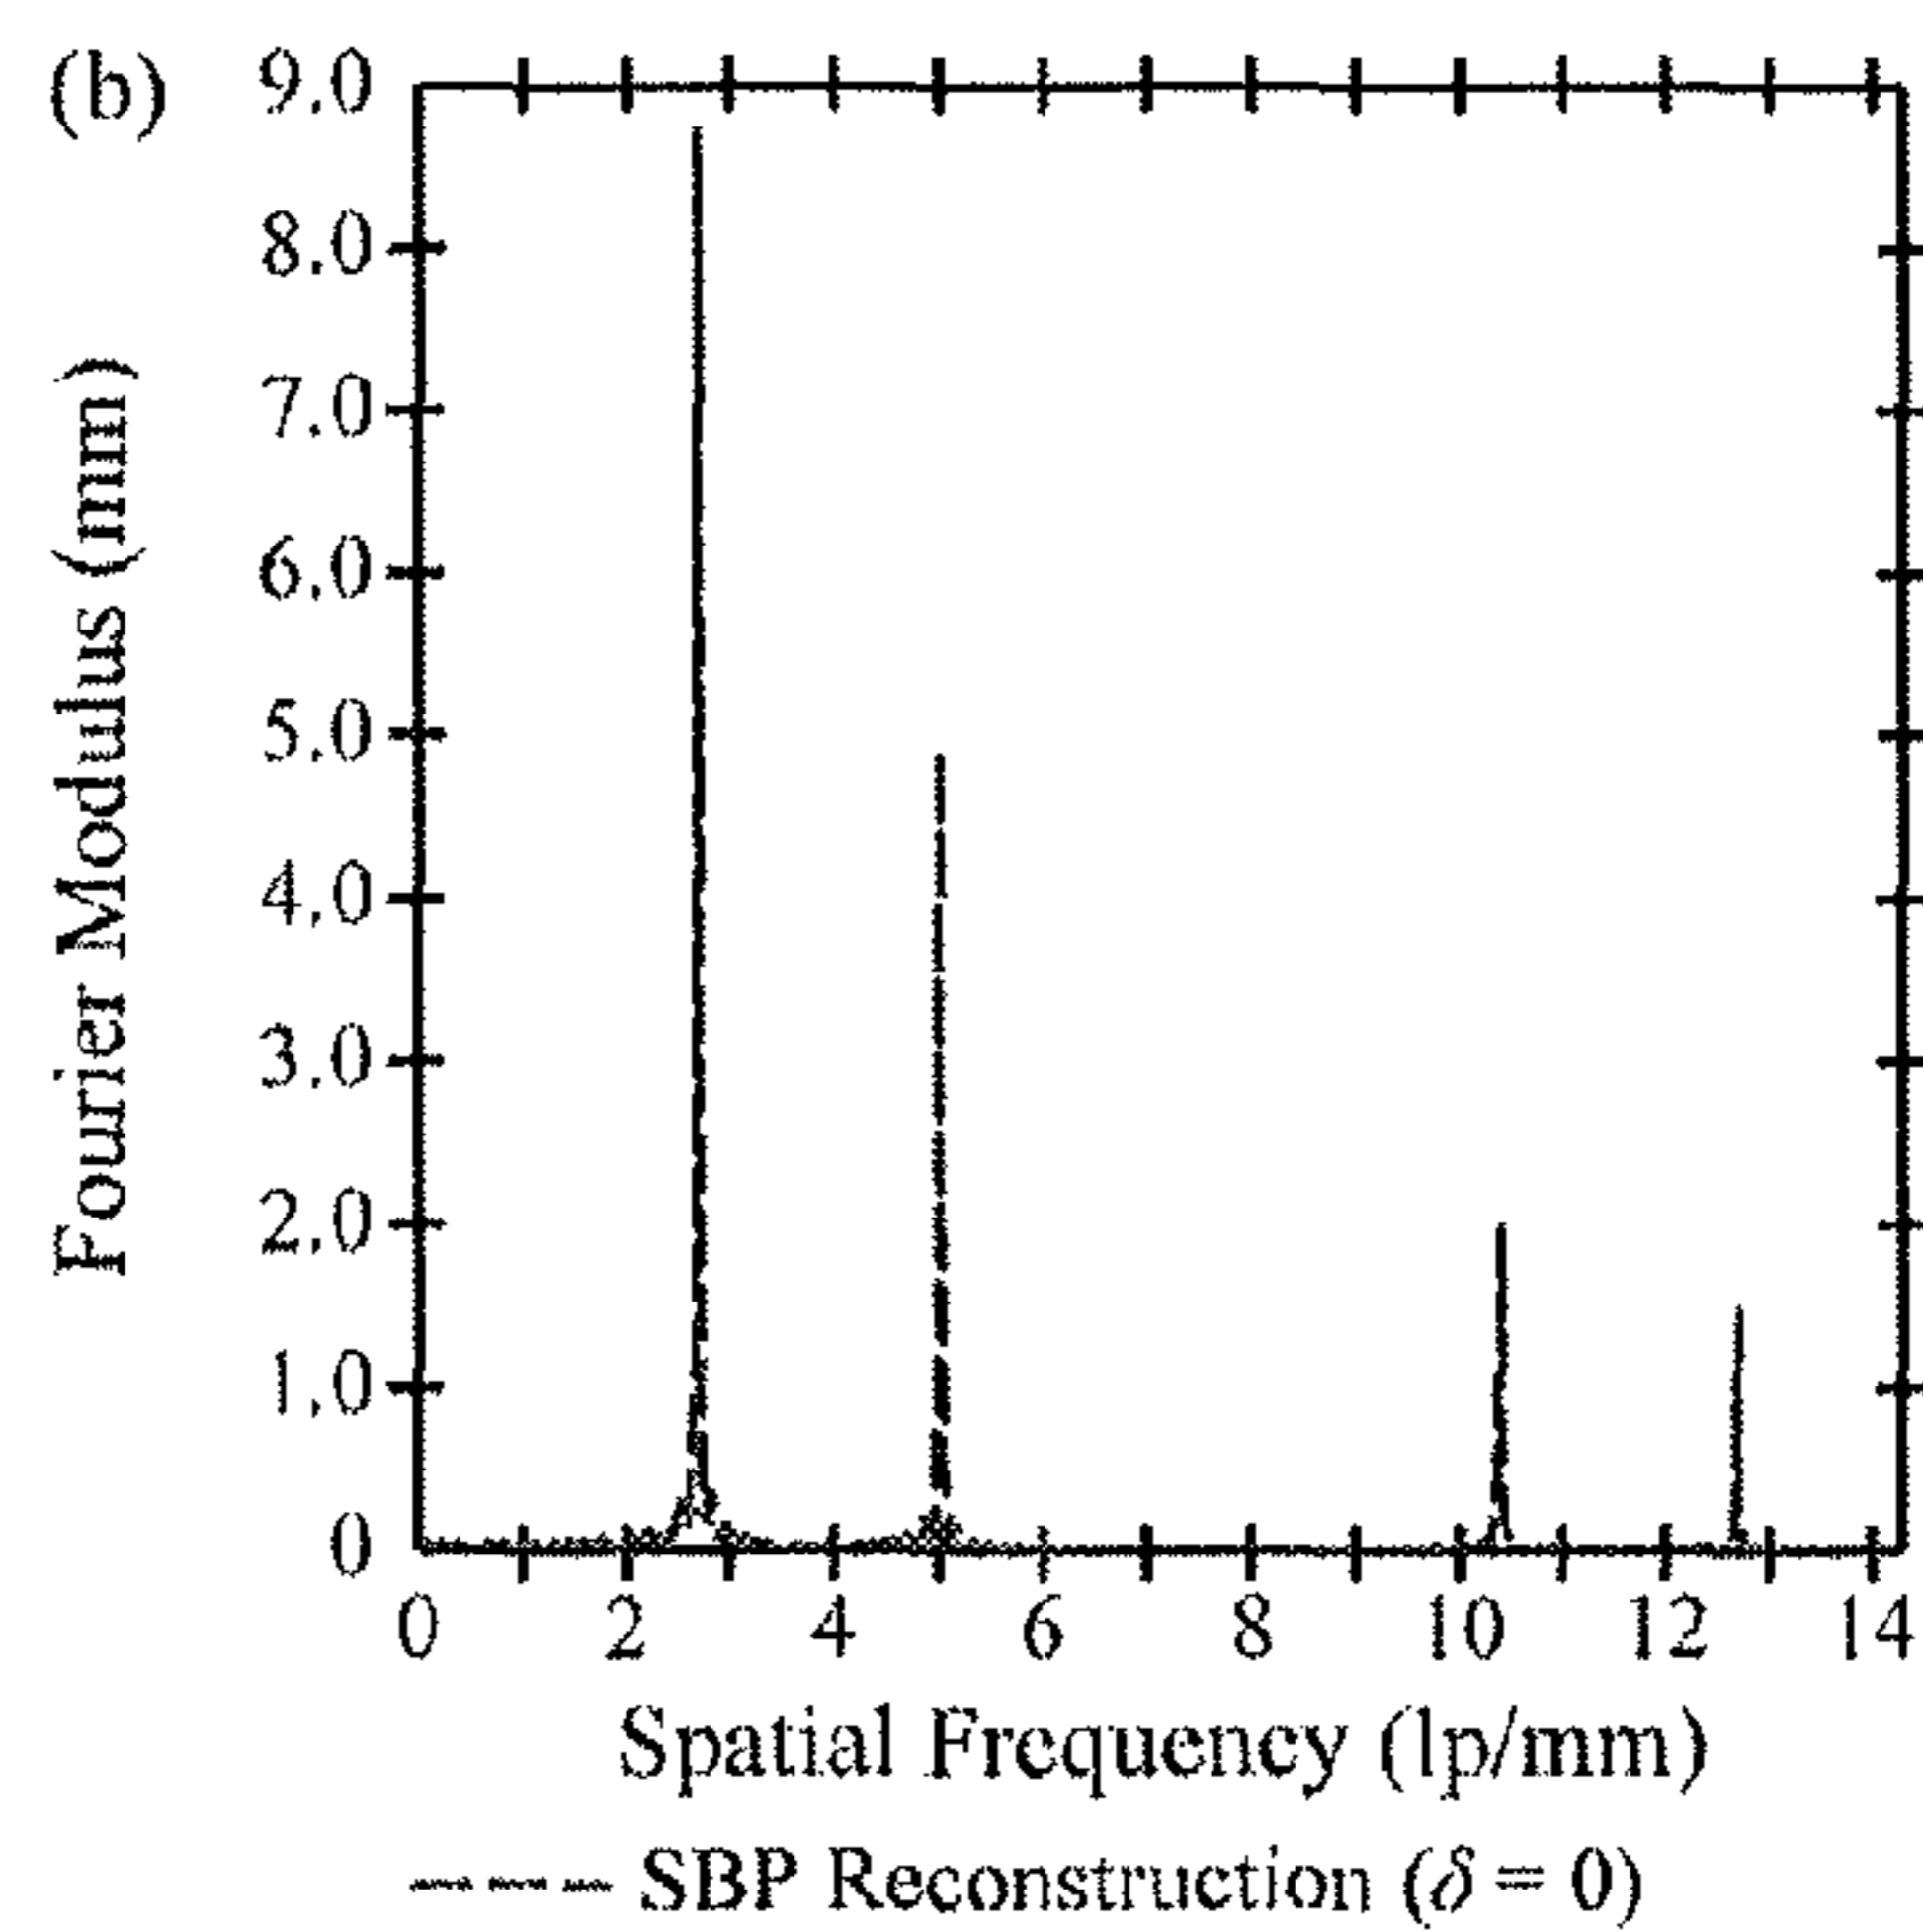 (b)
9.0
8.0
7.0
6.0
5.0
4.0
3.0
2.0
1.0
0
Fourier Modulus (mm)
0 2 4 6 8 10 12 14
Spatial Frequency (lp/mm)
SBP Reconstruction (δ = 0)